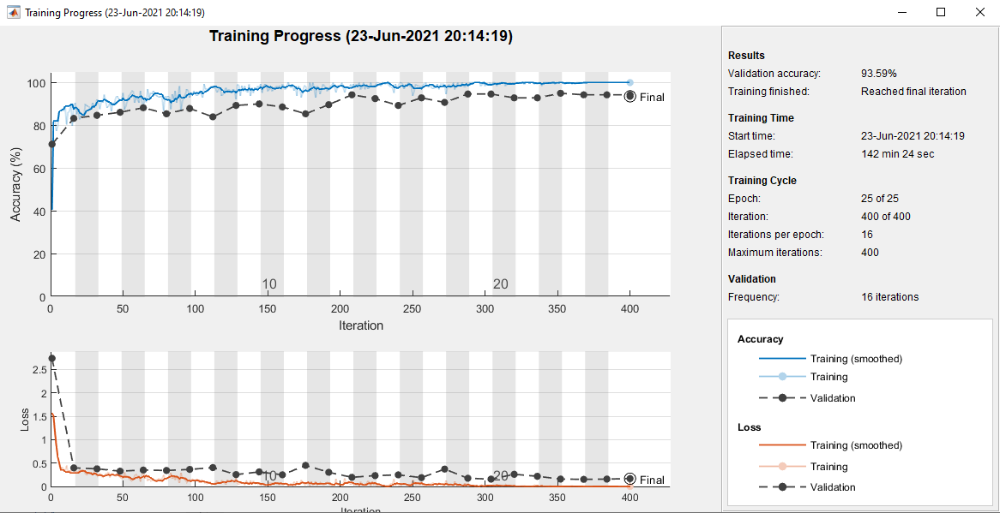 Training Progress (23-Jun-2021 20:14:19)
Training Progress (23-Jun-2021 20:14:19)
100
80
60
40
20
0
Accuracy (%)
Final
10
20
0 50 100 150 200 250 300 350 400
Iteration
2.5
2
1.5
1
0.5
0
Loss
10
20
Final
0 50 100 150 200 250 300 350 400
Iteration
Results
Validation accuracy: 93.59%
Training finished: Reached final iteration
Training Time
Start time: 23-Jun-2021 20:14:19
Elapsed time: 142 min 24 sec
Training Cycle
Epoch: 25 of 25
Iteration: 400 of 400
Iterations per epoch: 16
Maximum iterations: 400
Validation
Frequency: 16 iterations
Accuracy
Training (smoothed)
Training
Validation
Loss
Training (smoothed)
Training
Validation